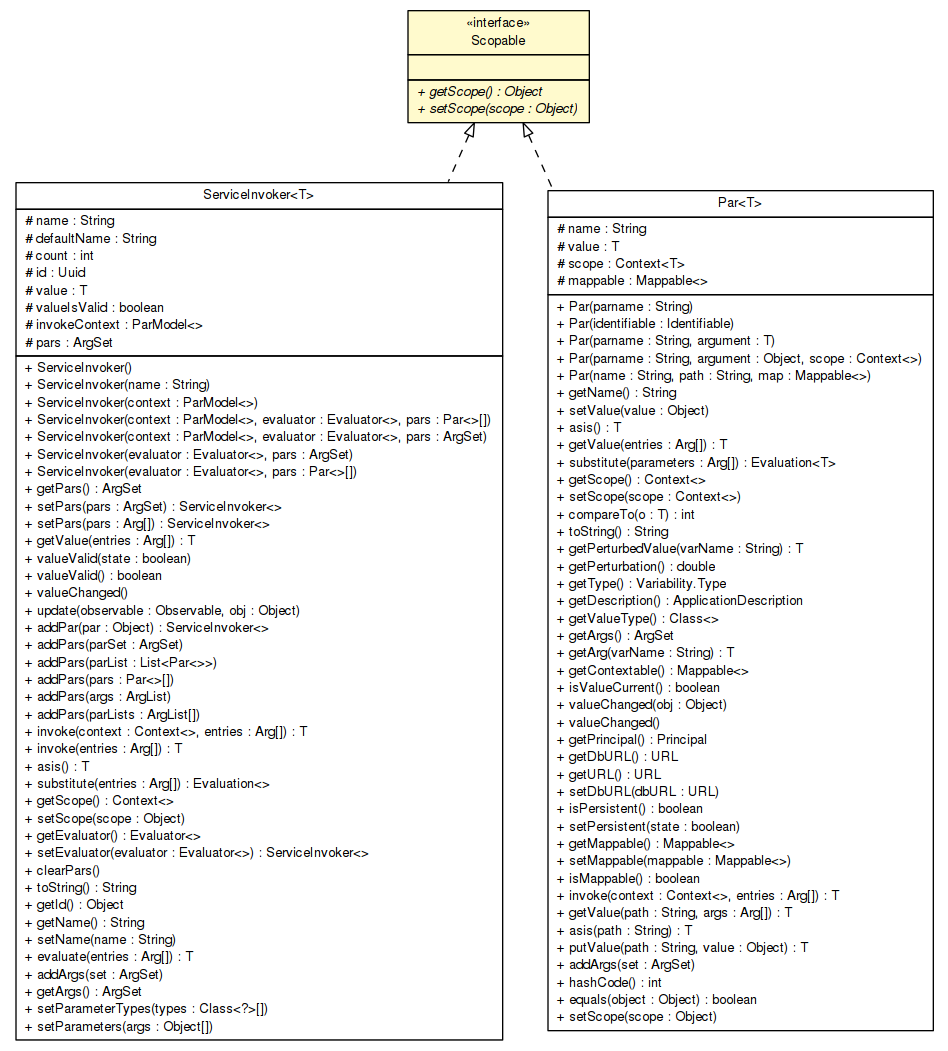 «interface»
Scopable
+ getScope() : Object
+ setScope(scope : Object)
ServiceInvoker<T>
# name : String
# defaultName : String
# count : int
# id : Uuid
# value : T
# valueIsValid : boolean
# invokeContext : ParModel<>
# pars : ArgSet
+ ServiceInvoker()
+ ServiceInvoker(name : String)
+ ServiceInvoker(context : ParModel<>)
+ ServiceInvoker(context : ParModel<>, evaluator : Evaluator<>, pars : Par<>[])
+ ServiceInvoker(context : ParModel<>, evaluator : Evaluator<>, pars : ArgSet)
+ ServiceInvoker(evaluator : Evaluator<>, pars : ArgSet)
+ ServiceInvoker(evaluator : Evaluator<>, pars : Par<>[])
+ getPars() : ArgSet
+ setPars(pars : ArgSet) : ServiceInvoker<>
+ setPars(pars : Arg[]) : ServiceInvoker<>
+ getValue(entries : Arg[]) : T
+ valueValid(state : boolean)
+ valueValid() : boolean
+ valueChanged()
+ update(observable : Observable, obj : Object)
+ addPar(par : Object) : ServiceInvoker<>
+ addPars(parSet : ArgSet)
+ addPars(parList : List<Par<>>)
+ addPars(pars : Par<>[])
+ addPars(args : ArgList)
+ addPars(parLists : ArgList[])
+ invoke(context : Context<>, entries : Arg[]) : T
+ invoke(entries : Arg[]) : T
+ asis() : T
+ substitute(entries : Arg[]) : Evaluation<>
+ getScope() : Context<>
+ setScope(scope : Object)
+ getEvaluator() : Evaluator<>
+ setEvaluator(evaluator : Evaluator<>) : ServiceInvoker<>
+ clearPars()
+ toString() : String
+ getId() : Object
+ getName() : String
+ setName(name : String)
+ evaluate(entries : Arg[]) : T
+ addArgs(set : ArgSet)
+ getArgs() : ArgSet
+ setParameterTypes(types : Class<?>[])
+ setParameters(args : Object[])
Par<T>
# name : String
# value : T
# scope : Context<T>
# mappable : Mappable<>
+ Par(parname : String)
+ Par(identifiable : Identifiable)
+ Par(parname : String, argument : T)
+ Par(parname : String, argument : Object, scope : Context<>)
+ Par(name : String, path : String, map : Mappable<>)
+ getName() : String
+ setValue(value : Object)
+ asis() : T
+ getValue(entries : Arg[]) : T
+ substitute(parameters : Arg[]) : Evaluation<T>
+ getScope() : Context<>
+ setScope(scope : Context<>)
+ compareTo(o : T) : int
+ toString() : String
+ getPerturbedValue(varName : String) : T
+ getPerturbation() : double
+ getType() : Variability.Type
+ getDescription() : ApplicationDescription
+ getValueType() : Class<>
+ getArgs() : ArgSet
+ getArg(varName : String) : T
+ getContextable() : Mappable<>
+ isValueCurrent() : boolean
+ valueChanged(obj : Object)
+ valueChanged()
+ getPrincipal() : Principal
+ getDbURL() : URL
+ getURL() : URL
+ setDbURL(dbURL : URL)
+ isPersistent() : boolean
+ setPersistent(state : boolean)
+ getMappable() : Mappable<>
+ setMappable(mappable : Mappable<>)
+ isMappable() : boolean
+ invoke(context : Context<>, entries : Arg[]) : T
+ getValue(path : String, args : Arg[]) : T
+ asis(path : String) : T
+ putValue(path : String, value : Object) : T
+ addArgs(set : ArgSet)
+ hashCode() : int
+ equals(object : Object) : boolean
+ setScope(scope : Object)